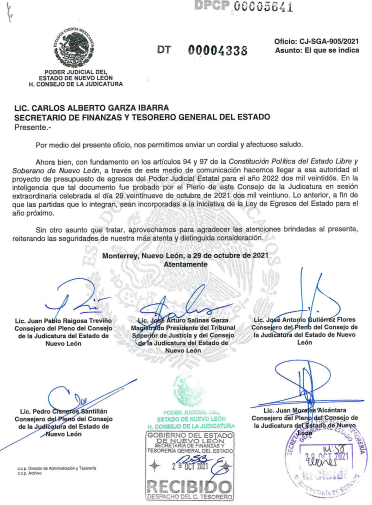 DPCP 00005641
DT 00004338
Oficio: CJ-SGA-905/2021
Asunto: El que se indica
PODER JUDICIAL DEL
ESTADO DE NUEVO LEÓN
H. CONSEJO DE LA JUDICATURA
LIC. CARLOS ALBERTO GARZA IBARRA
SECRETARIO DE FINANZAS Y TESORERO GENERAL DEL ESTADO
Presente.-
Por medio del presente oficio, nos permitimos enviar un cordial y afectuoso saludo.
Ahora bien, con fundamento en los artículos 94 y 97 de la Constitución Política del Estado Libre y
Soberano de Nuevo León, a través de este medio de comunicación hacemos llegar a esa autoridad el
proyecto de presupuesto de egresos del Poder Judicial Estatal para el año 2022 dos mil veintidós. En la
inteligencia que tal documento fue probado por el Pleno de este Consejo de la Judicatura en sesión
extraordinaria celebrada el día 29 veintinueve de octubre de 2021 dos mil veintiuno. Lo anterior, a fin de
que las partidas que lo integran, sean incorporadas a la iniciativa de la Ley de Egresos del Estado para el
año próximo.
Sin otro asunto que tratar, aprovechamos para agradecer las atenciones brindadas al presente,
reiterando las seguridades de nuestra más atenta y distinguida consideración.
Monterrey, Nuevo León, a 29 de octubre de 2021
Atentamente
Lic. Juan Pablo Raigosa Treviño
Consejero del Pleno del Consejo
de la Judicatura del Estado de
Nuevo León
Lic. José Arturo Salinas Garza
Magistrado Presidente del Tribunal
Superior de Justicia y del Consejo
de la Judicatura del Estado de
Nuevo León
Lic. José Antonio Gutiérrez Flores
Consejero del Pleno del Consejo de
la Judicatura del Estado de Nuevo
León
Lic. Pedro Cisneros Santillán
Consejero del Pleno del Consejo
de la Judicatura del Estado de
Nuevo León
PODER JUDICIAL DEL
ESTADO DE NUEVO LEÓN
H. CONSEJO DE LA JUDICATURA
Lic. Juan Morales Alcántara
Consejero del Pleno del Consejo de
la Judicatura del Estado de Nuevo
León
GOBIERNO DEL ESTADO
DE NUEVO LEON
SECRETARIA DE FINANZAS Y
TESORERIA GENERAL DEL ESTADO
29 OCT 2021
RECIBIDO
DESPACHO DEL C. TESORERO
OCT 2021
c.c.p. Director de Administración y Tesorería
c.c.p. Archivo